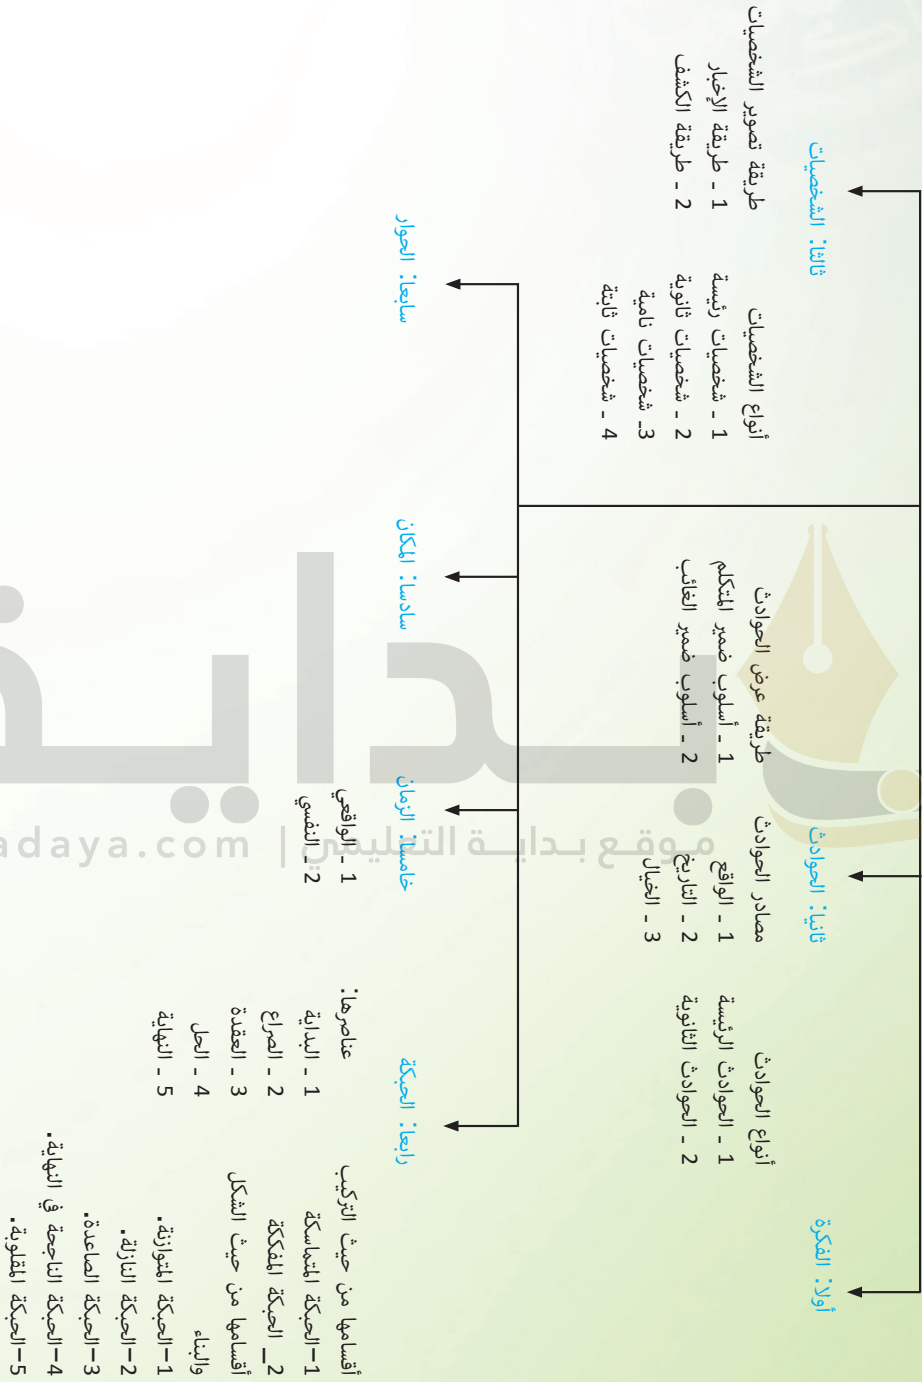 أولا: الفكرة
ثانيا: الحوادث
أنواع الحوادث
1 ـ الحوادث الرئيسة
2 ـ الحوادث الثانوية
مصادر الحوادث
1 ـ الواقع
2 ـ التاريخ
3 ـ الخيال
طريقة عرض الحوادث
1 ـ أسلوب ضمير المتكلم
2 ـ أسلوب ضمير الغائب
ثالثا: الشخصيات
أنواع الشخصيات
1 ـ شخصيات رئيسة
2 ـ شخصيات ثانوية
3ـ شخصيات نامية
4 ـ شخصيات ثابتة
طريقة تصوير الشخصيات
1 ـ طريقة الإخبار
2 ـ طريقة الكشف
رابعا: الحبكة
أقسامها من حيث التركيب
1–الحبكة المتماسكة
2_ الحبكة المفككة
أقسامها من حيث الشكل
والبناء
1–الحبكة المتوازنة.
2–الحبكة النازلة.
3–الحبكة الصاعدة.
4–الحبكة الناجحة في النهاية.
5–الحبكة المقلوبة.
عناصرها:
1 ـ البداية
2 ـ الصراع
3 ـ العقدة
4 ـ الحل
5 ـ النهاية
خامسا: الزمان
1 ـ الواقعي
2 ـ النفسي
سادسا: المكان
سابعا: الحوار
موقع بداية التعليمي | adaya.com